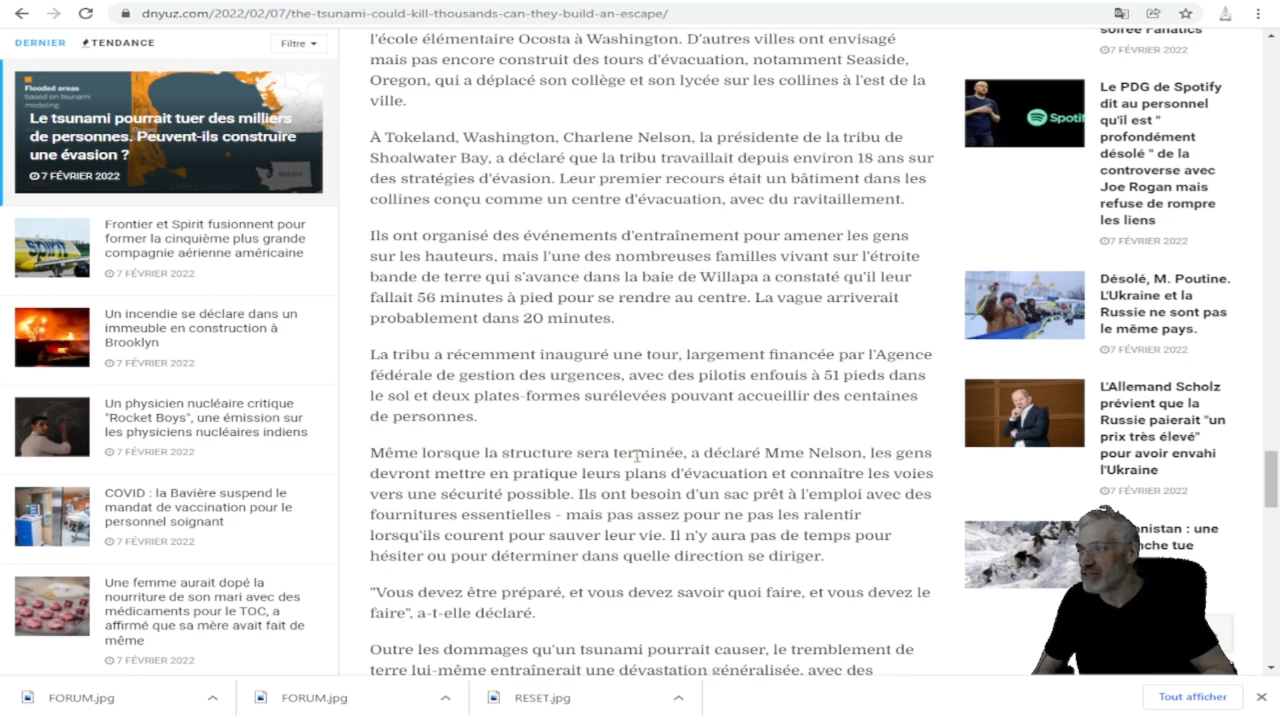 dnyuz.com/2022/02/07/the-tsunami-could-kill-thousands-can-they-build-an-escape/
DERNIER
TENDANCE
Filtre
Flooded areas
based on tsunami
modeling
Le tsunami pourrait tuer des milliers
de personnes. Peuvent-ils construire
une évasion ?
7 FÉVRIER 2022
WASH
Frontier et Spirit fusionnent pour
former la cinquième plus grande
compagnie aérienne américaine
7 FÉVRIER 2022
spirit
Un incendie se déclare dans un
immeuble en construction à
Brooklyn
7 FÉVRIER 2022
Un physicien nucléaire critique
"Rocket Boys", une émission sur
les physiciens nucléaires indiens
7 FÉVRIER 2022
COVID : la Bavière suspend le
mandat de vaccination pour le
personnel soignant
7 FÉVRIER 2022
Une femme aurait dopé la
nourriture de son mari avec des
médicaments pour le TOC, a
affirmé que sa mère avait fait de
même
7 FÉVRIER 2022
l'école élémentaire Ocosta à Washington. D'autres villes ont envisagé
mais pas encore construit des tours d'évacuation, notamment Seaside,
Oregon, qui a déplacé son collège et son lycée sur les collines à l'est de la
ville.
À Tokeland, Washington, Charlene Nelson, la présidente de la tribu de
Shoalwater Bay, a déclaré que la tribu travaillait depuis environ 18 ans sur
des stratégies d'évasion. Leur premier recours était un bâtiment dans les
collines conçu comme un centre d'évacuation, avec du ravitaillement.
Ils ont organisé des événements d'entraînement pour amener les gens
sur les hauteurs, mais l'une des nombreuses familles vivant sur l'étroite
bande de terre qui s'avance dans la baie de Willapa a constaté qu'il leur
fallait 56 minutes à pied pour se rendre au centre. La vague arriverait
probablement dans 20 minutes.
La tribu a récemment inauguré une tour, largement financée par l'Agence
fédérale de gestion des urgences, avec des pilotis enfouis à 51 pieds dans
le sol et deux plates-formes surélevées pouvant accueillir des centaines
de personnes.
Même lorsque la structure sera terminée, a déclaré Mme Nelson, les gens
devront mettre en pratique leurs plans d'évacuation et connaître les voies
vers une sécurité possible. Ils ont besoin d'un sac prêt à l'emploi avec des
fournitures essentielles - mais pas assez pour ne pas les ralentir
lorsqu'ils courent pour sauver leur vie. Il n'y aura pas de temps pour
hésiter ou pour déterminer dans quelle direction se diriger.
"Vous devez être préparé, et vous devez savoir quoi faire, et vous devez le
faire", a-t-elle déclaré.
Outre les dommages qu'un tsunami pourrait causer, le tremblement de
terre lui-même entraînerait une dévastation généralisée, avec des
soirée Fanatics
7 FÉVRIER 2022
Spotif
Le PDG de Spotify
dit au personnel
qu'il est "
profondément
désolé " de la
controverse avec
Joe Rogan mais
refuse de rompre
les liens
7 FÉVRIER 2022
Désolé, M. Poutine.
L'Ukraine et la
Russie ne sont pas
le même pays.
7 FÉVRIER 2022
L'Allemand Scholz
prévient que la
Russie paierait "un
prix très élevé"
pour avoir envahi
l'Ukraine
7 FÉVRIER 2022
nistan : une
nche tue
FORUM.jpg
FORUM.jpg
RESET.jpg
Tout afficher